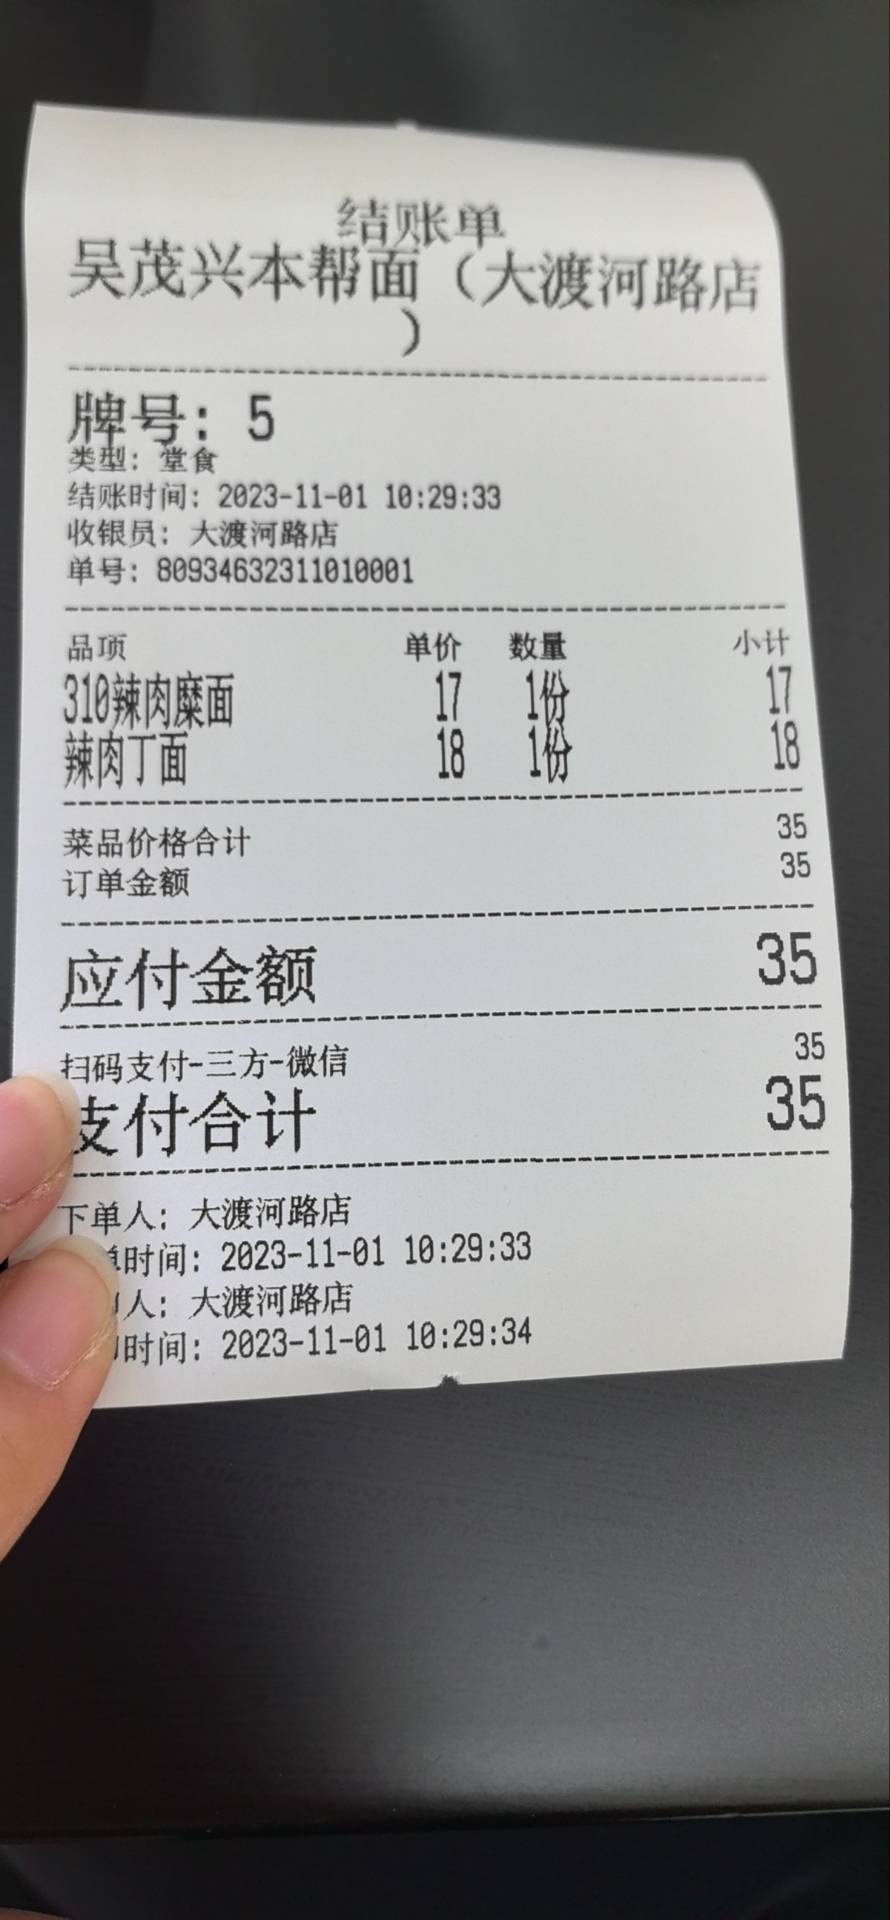 结账单
吴茂兴本帮面（大渡河路店
）
牌号: 5
类型: 堂食
结账时间: 2023-11-01 10:29:33
收银员: 大渡河路店
单号: 80934632311010001
品项 单价 数量 小计
310辣肉糜面 17 1份 17
辣肉丁面 18 1份 18
菜品价格合计 35
订单金额 35
应付金额 35
扫码支付-三方-微信 35
支付合计 35
下单人: 大渡河路店
单时间: 2023-11-01 10:29:33
人: 大渡河路店
时间: 2023-11-01 10:29:34